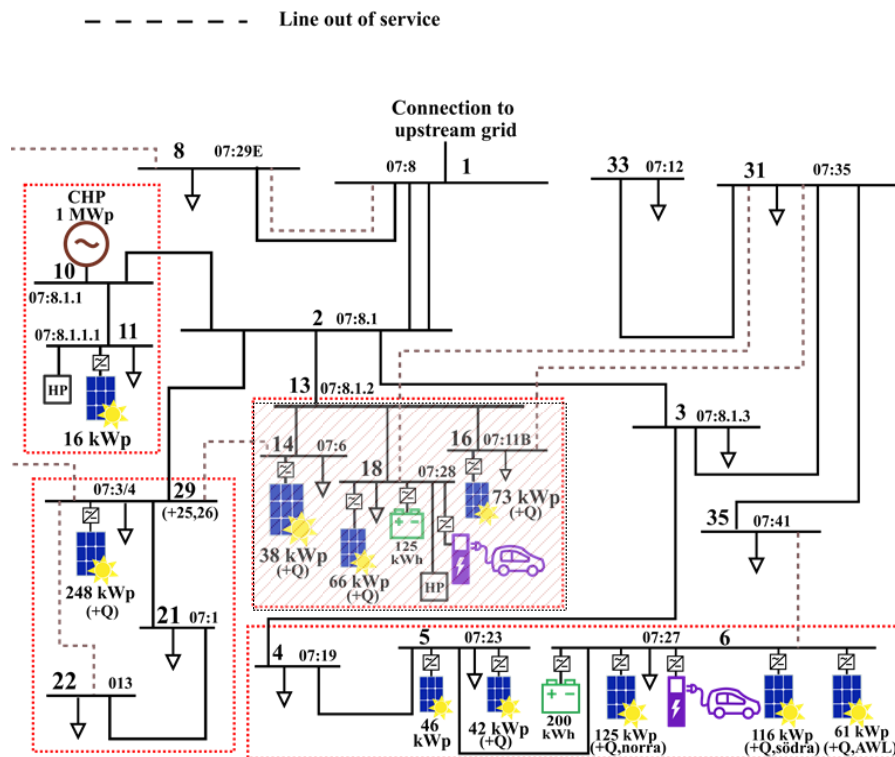 Line out of service
Connection to
upstream grid
8
07:29E
07:8
1
33
07:12
31
07:35
CHP
1 MWp
10
07:8.1.1
07:8.1.1.1
11
HP
16 kWp
2
07:8.1
13
07:8.1.2
14
07:6
16
07:11B
18
07:28
38 kWp
(+Q)
66 kWp
(+Q)
125
kWh
HP
73 kWp
(+Q)
3
07:8.1.3
35
07:41
07:3/4
29
(+25,26)
248 kWp
(+Q)
21
07:1
22
013
4
07:19
5
07:23
46
kWp
42 kWp
(+Q)
07:27
6
200
kWh
125 kWp
(+Q,norra)
116 kWp
(+Q,södra)
61 kWp
(+Q,AWL)